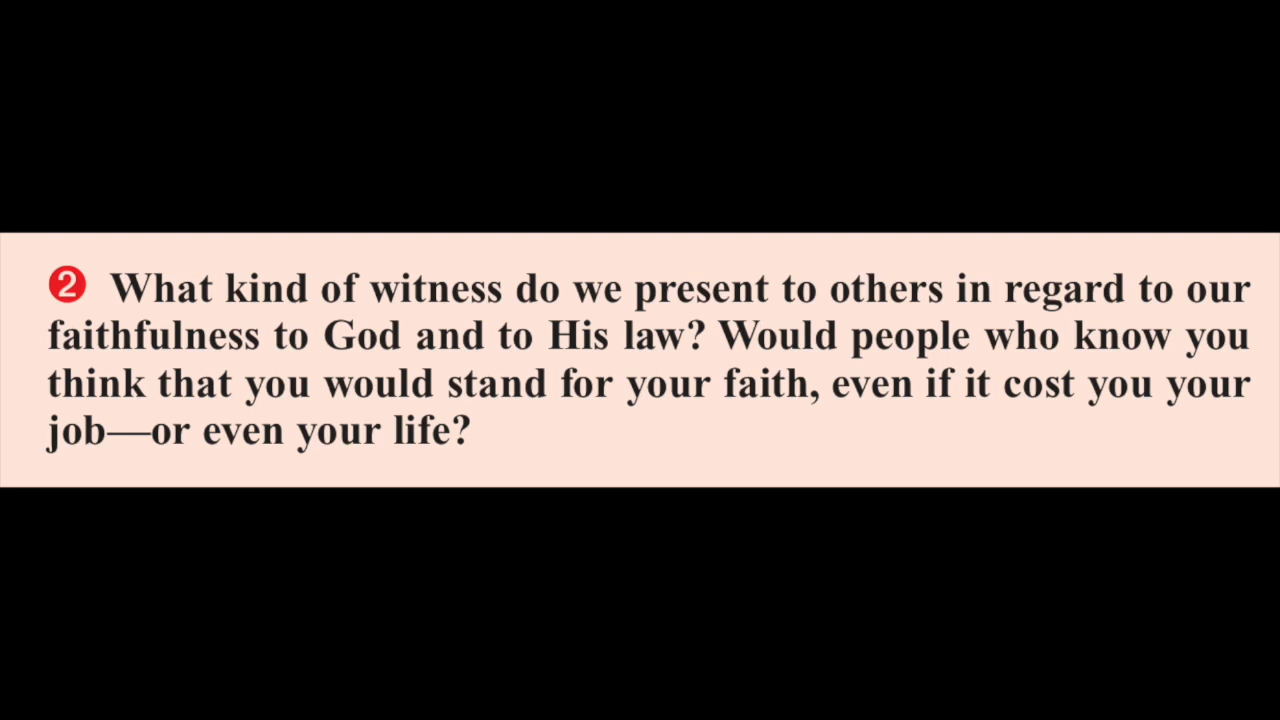 ❷ What kind of witness do we present to others in regard to our
faithfulness to God and to His law? Would people who know you
think that you would stand for your faith, even if it cost you your
job—or even your life?